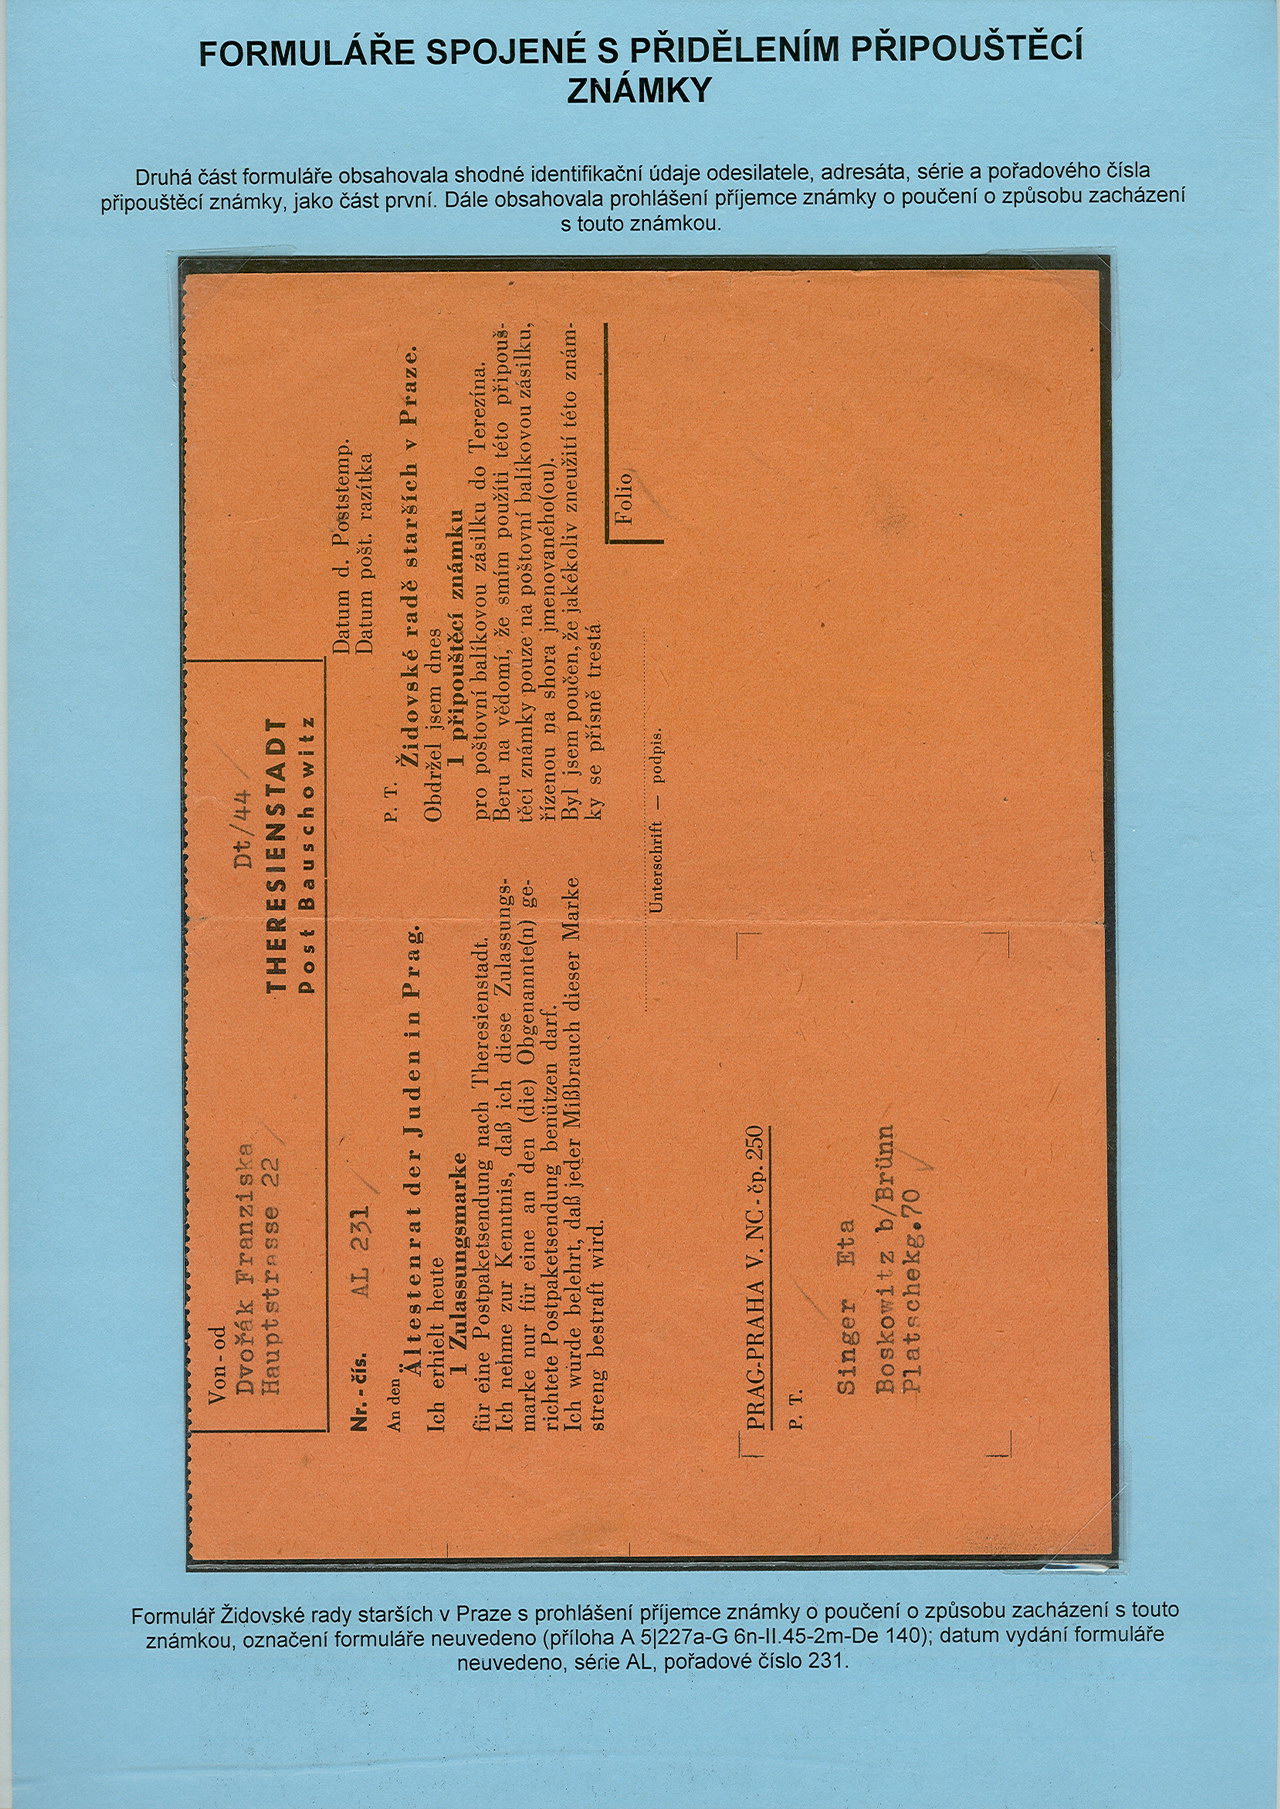 FORMULÁŘE SPOJENÉ S PŘIDĚLENÍM PŘIPOUŠTĚCÍ
ZNÁMKY
Druhá část formuláře obsahovala shodné identifikační údaje odesilatele, adresáta, série a pořadového čísla
připouštěcí známky, jako část první. Dále obsahovala prohlášení příjemce známky o poučení o způsobu zacházení
s touto známkou.
Von - od
Dvořák Franziska
Hauptstrasse 22
Dt/44
THERESIENSTADT
Post Bauschowitz
Nr. - čís. AL 231
Datum d. Poststemp.
Datum pošt. razítka
An den
Ältestenrat der Juden in Prag.
Ich erhielt heute
1 Zulassungsmarke
für eine Postpaketsendung nach Theresienstadt.
Ich nehme zur Kenntnis, daß ich diese Zulassungs-
marke nur für eine an den (die) Obgenannte(n) ge-
richtete Postpaketsendung benützen darf.
Ich wurde belehrt, daß jeder Mißbrauch dieser Marke
streng bestraft wird.
P. T.
Židovské radě starších v Praze.
Obdržel jsem dnes
1 připouštěcí známku
pro poštovní balíkovou zásilku do Terezína.
Beru na vědomí, že smím použíti této připouš-
těcí známky pouze na poštovní balíkovou zásilku,
řízenou na shora jmenovaného(ou).
Byl jsem poučen, že jakékoliv zneužití této znám-
ky se přísně trestá
Unterschrift — podpis.
Folio
PRAG-PRAHA V. NC - čp. 250
P. T.
Singer Eta
Boskowitz b/Brünn
Platschekg.70
Formulář Židovské rady starších v Praze s prohlášení příjemce známky o poučení o způsobu zacházení s touto
známkou, označení formuláře neuvedeno (příloha A 5|227a-G 6n-II.45-2m-De 140); datum vydání formuláře
neuvedeno, série AL, pořadové číslo 231.